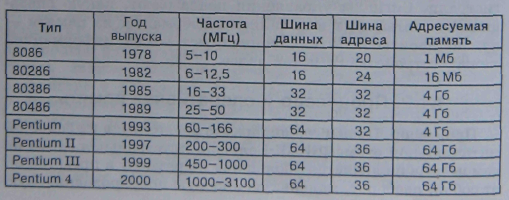 Тип Год выпуска Частота (МГц) Шина данных Шина адреса Адресуемая память
8086 1978 5–10 16 20 1 Мб
80286 1982 6–12,5 16 24 16 Мб
80386 1985 16–33 32 32 4 Гб
80486 1989 25–50 32 32 4 Гб
Pentium 1993 60–166 64 32 4 Гб
Pentium II 1997 200–300 64 36 64 Гб
Pentium III 1999 450–1000 64 36 64 Гб
Pentium 4 2000 1000–3100 64 36 64 Гб